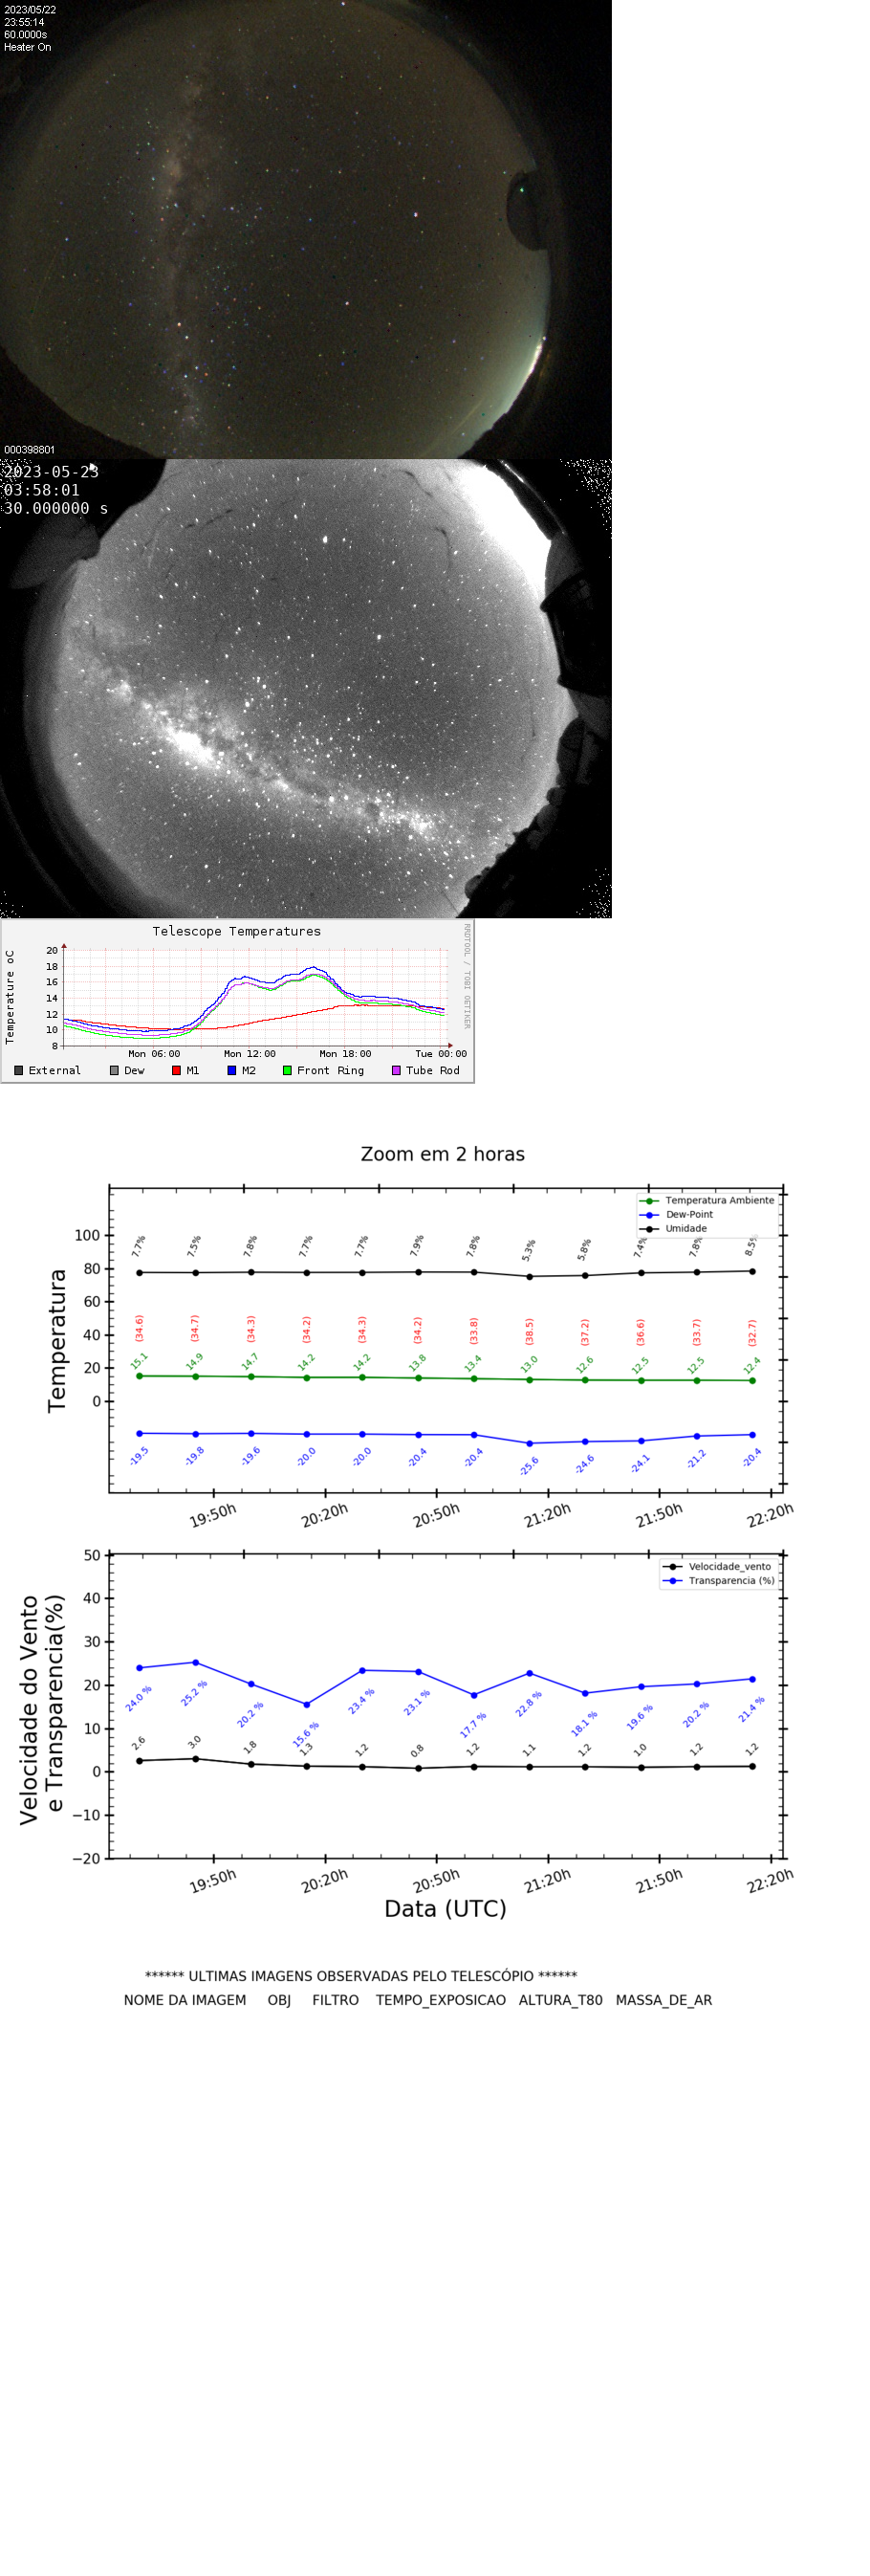 2023/05/22
23:55:14
60.0000s
Heater On
000398801
2023-05-23
03:58:01
30.000000 s
Telescope Temperatures
RRDTOOL / TOBI OETIKER
Temperature oC
20
18
16
14
12
10
8
Mon 06:00 Mon 12:00 Mon 18:00 Tue 00:00
External Dew M1 M2 Front Ring Tube Rod
Zoom em 2 horas
Temperatura Ambiente
Dew-Point
Umidade
Temperatura
100
80
60
40
20
0
7.7% 7.5% 7.8% 7.7% 7.7% 7.9% 7.8% 5.3% 5.8% 7.4% 7.8% 8.5%
(34.6) (34.7) (34.3) (34.2) (34.3) (34.2) (33.8) (38.5) (37.2) (36.6) (33.7) (32.7)
15.1 14.9 14.7 14.2 14.2 13.8 13.4 13.0 12.6 12.5 12.5 12.4
-19.5 -19.8 -19.6 -20.0 -20.0 -20.4 -20.4 -25.6 -24.6 -24.1 -21.2 -20.4
19:50h 20:20h 20:50h 21:20h 21:50h 22:20h
Velocidade_vento
Transparencia (%)
Velocidade do Vento
e Transparencia(%)
50
40
30
20
10
0
−10
−20
24.0 % 25.2 % 20.2 % 15.6 % 23.4 % 23.1 % 17.7 % 22.8 % 18.1 % 19.6 % 20.2 % 21.4 %
2.6 3.0 1.8 1.3 1.2 0.8 1.2 1.1 1.2 1.0 1.2 1.2
19:50h 20:20h 20:50h 21:20h 21:50h 22:20h
Data (UTC)
****** ULTIMAS IMAGENS OBSERVADAS PELO TELESCÓPIO ******
NOME DA IMAGEM OBJ FILTRO TEMPO_EXPOSICAO ALTURA_T80 MASSA_DE_AR